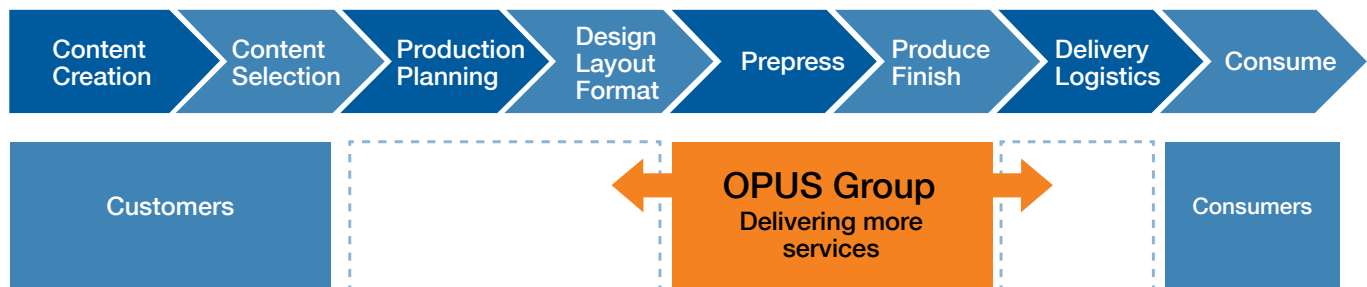 Content
Creation
Content
Selection
Production
Planning
Design
Layout
Format
Prepress
Produce
Finish
Delivery
Logistics
Consume
Customers
OPUS Group
Delivering more
services
Consumers